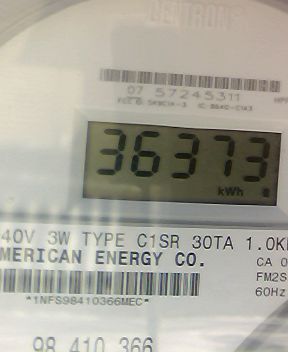 CENTRON®
07 57245311
36373
kWh
40V 3W TYPE C1SR 30TA 1.0K
MERICAN ENERGY CO.
CA 0
FM2S
60Hz
*1NFS98410366MEC*
98 410 366